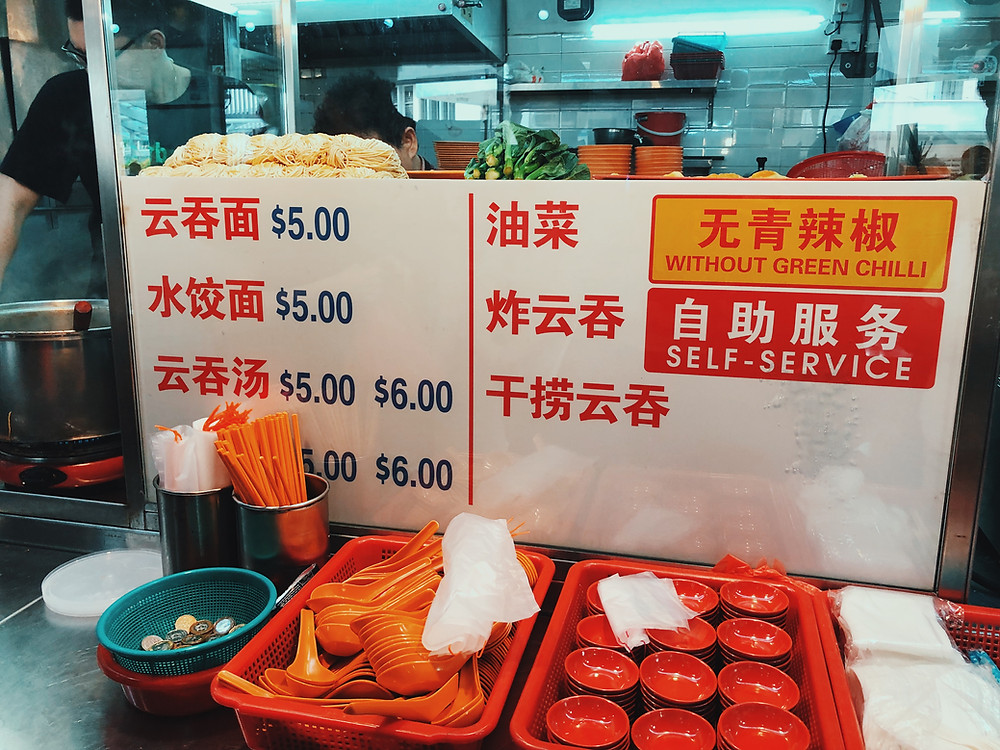 云吞面 $5.00
水饺面 $5.00
云吞汤 $5.00 $6.00
5.00 $6.00
油菜
炸云吞
干捞云吞
无青辣椒
WITHOUT GREEN CHILLI
自助服务
SELF-SERVICE